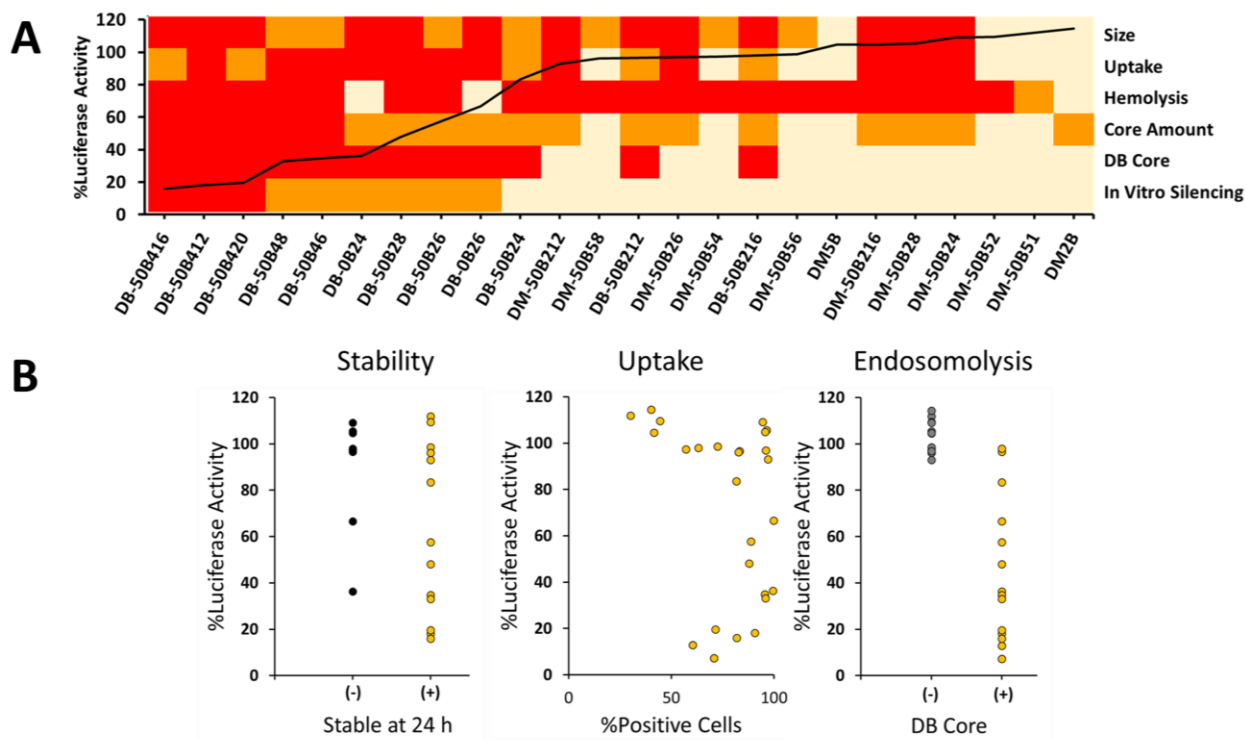 A
%Luciferase Activity
120
100
80
60
40
20
0
Size
Uptake
Hemolysis
Core Amount
DB Core
In Vitro Silencing
DB-50B416
DB-50B412
DB-50B420
DB-50B48
DB-50B46
DB-0B24
DB-50B28
DB-50B26
DB-0B26
DB-50B24
DM-50B212
DM-50B58
DB-50B212
DM-50B26
DM-50B54
DB-50B216
DM-50B56
DM5B
DM-50B216
DM-50B28
DM-50B24
DM-50B52
DM-50B51
DM2B
B
Stability
%Luciferase Activity
120
100
80
60
40
20
0
(-) (+)
Stable at 24 h
Uptake
%Luciferase Activity
120
100
80
60
40
20
0
0 50 100
%Positive Cells
Endosomolysis
%Luciferase Activity
120
100
80
60
40
20
0
(-) (+)
DB Core